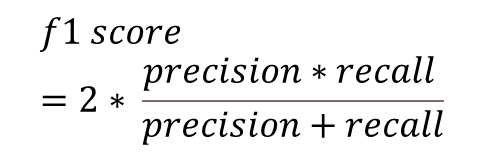 f1 score
= 2 * precision * recall
precision + recall